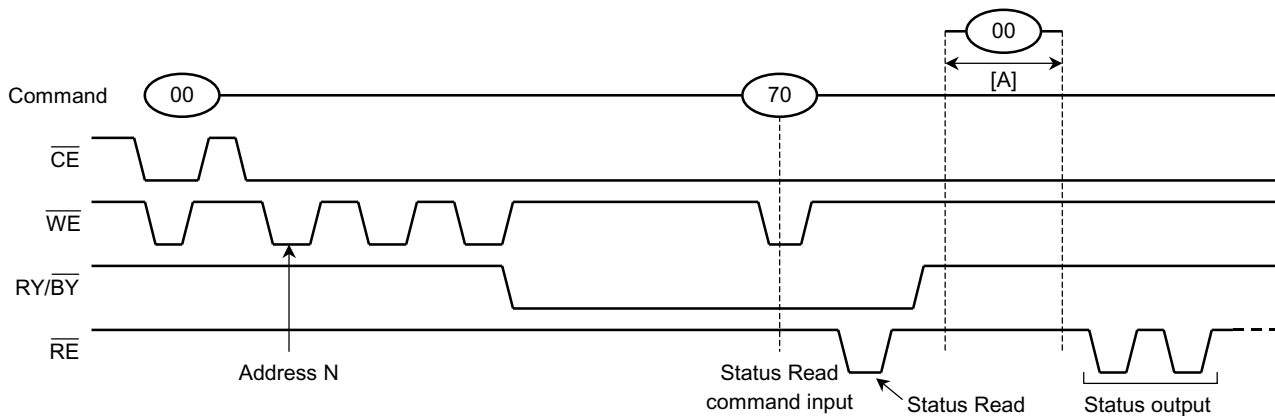 00
[A]
Command
00
70
CE
WE
RY/BY
RE
Address N
Status Read
command input
Status Read
Status output